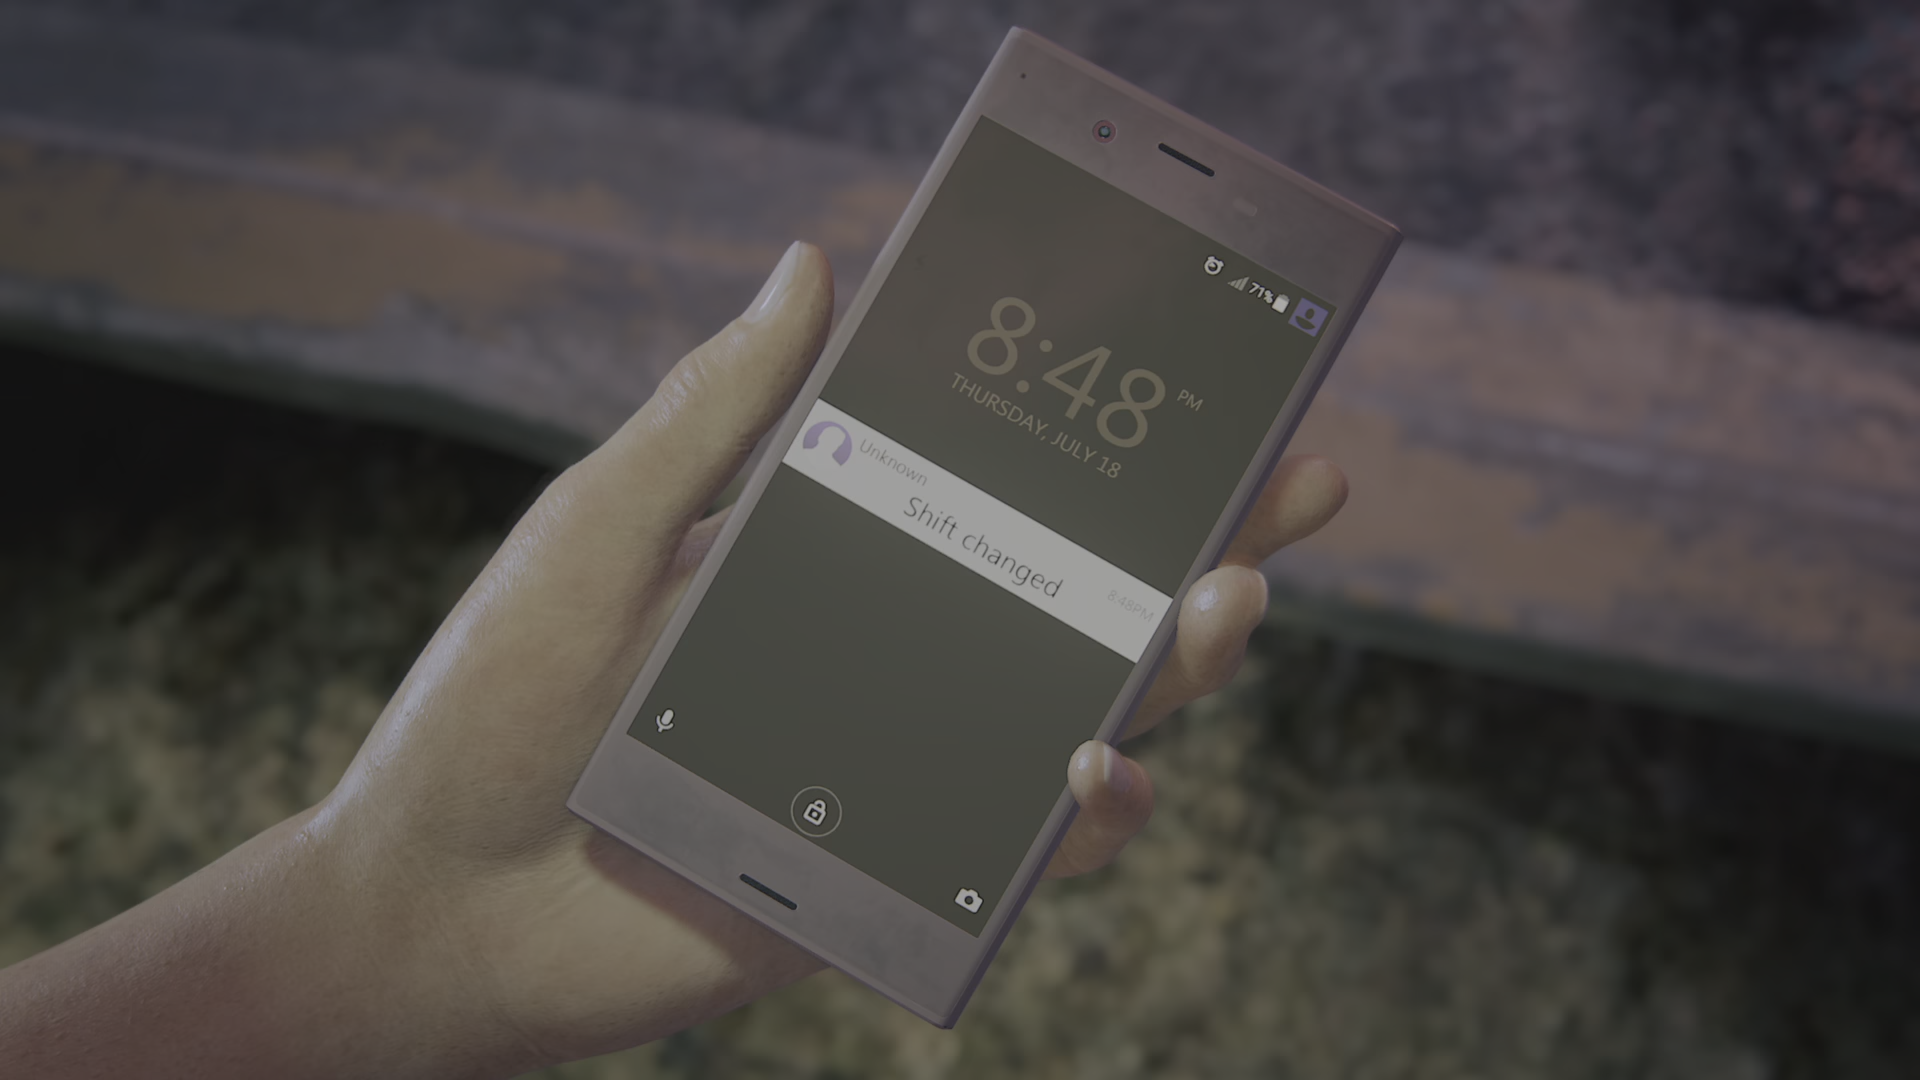 71%
8:48 PM
THURSDAY, JULY 18
Unknown
Shift changed
8:48PM